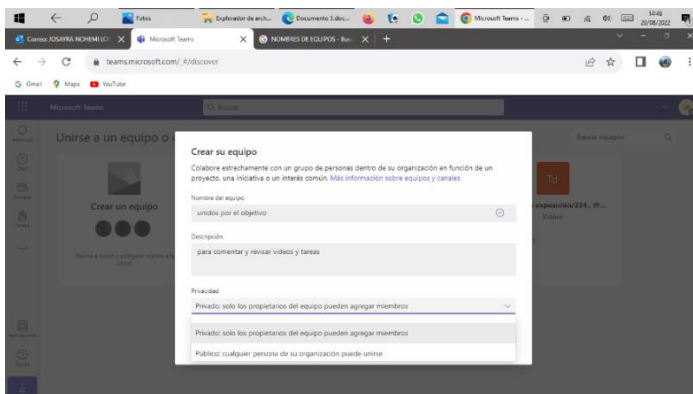 Fotos
Explorador de arch...
Documento 1.doc...
Microsoft Teams - ...
14:46
20/08/2022
Correo: JOSAYRA NOHEMI LO
Microsoft Teams
NOMBRES DE EQUIPOS - Bus
teams.microsoft.com/_#/discover
Gmail
Maps
YouTube
Microsoft Teams
Buscar
Unirse a un equipo o
Buscar equipos
Crear un equipo
Td
Público
Crear su equipo
Colabore estrechamente con un grupo de personas dentro de su organización en función de un
proyecto, una iniciativa o un interés común. Más información sobre equipos y canales
Nombre del equipo
unidos por el objetivo
Descripción
para comentar y revisar videos y tareas
Privacidad
Privado: solo los propietarios del equipo pueden agregar miembros
Privado: solo los propietarios del equipo pueden agregar miembros
Público: cualquier persona de su organización puede unirse